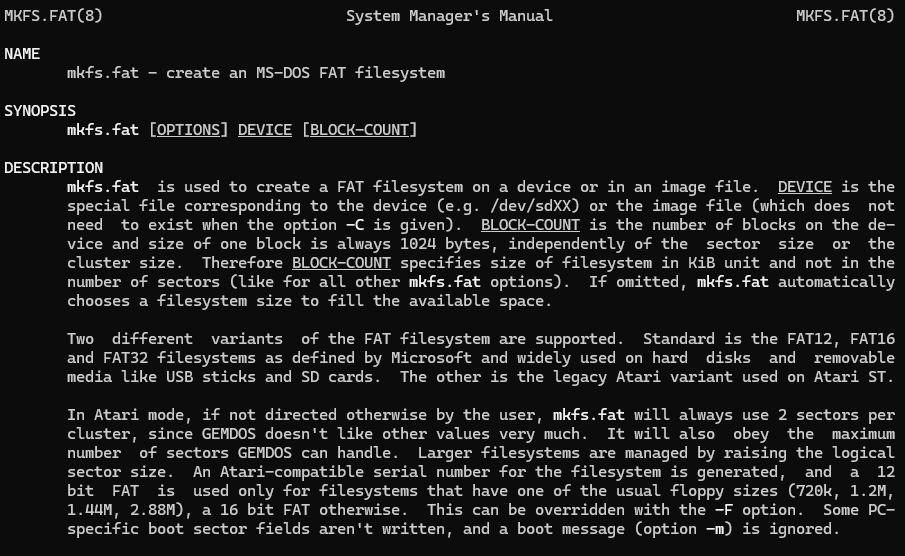 MKFS.FAT(8)                           System Manager's Manual                           MKFS.FAT(8)
NAME
mkfs.fat - create an MS-DOS FAT filesystem
SYNOPSIS
mkfs.fat [OPTIONS] DEVICE [BLOCK-COUNT]
DESCRIPTION
mkfs.fat  is used to create a FAT filesystem on a device or in an image file.  DEVICE is the
special file corresponding to the device (e.g. /dev/sdXX) or the image file (which does  not
need  to exist when the option -C is given).  BLOCK-COUNT is the number of blocks on the de-
vice and size of one block is always 1024 bytes, independently of the  sector  size  or  the
cluster size.  Therefore BLOCK-COUNT specifies size of filesystem in KiB unit and not in the
number of sectors (like for all other mkfs.fat options).  If omitted, mkfs.fat automatically
chooses a filesystem size to fill the available space.
Two  different  variants  of the FAT filesystem are supported.  Standard is the FAT12, FAT16
and FAT32 filesystems as defined by Microsoft and widely used on hard  disks  and  removable
media like USB sticks and SD cards.  The other is the legacy Atari variant used on Atari ST.
In Atari mode, if not directed otherwise by the user, mkfs.fat will always use 2 sectors per
cluster, since GEMDOS doesn't like other values very much.  It will also  obey  the  maximum
number  of sectors GEMDOS can handle.  Larger filesystems are managed by raising the logical
sector size.  An Atari-compatible serial number for the filesystem is generated,  and  a  12
bit  FAT  is  used only for filesystems that have one of the usual floppy sizes (720k, 1.2M,
1.44M, 2.88M), a 16 bit FAT otherwise.  This can be overridden with the -F option.  Some PC-
specific boot sector fields aren't written, and a boot message (option -m) is ignored.